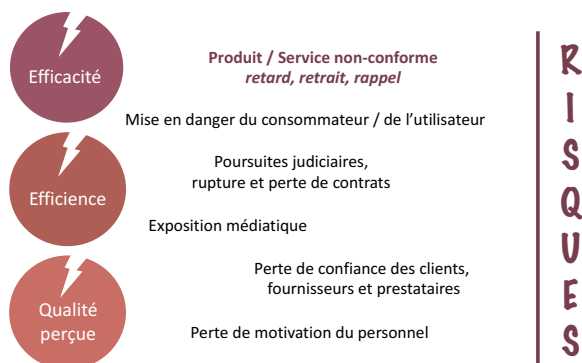 Efficacité
Produit / Service non-conforme
retard, retrait, rappel
Mise en danger du consommateur / de l’utilisateur
Efficience
Poursuites judiciaires,
rupture et perte de contrats
Exposition médiatique
Qualité
perçue
Perte de confiance des clients,
fournisseurs et prestataires
Perte de motivation du personnel
R
I
S
Q
U
E
S